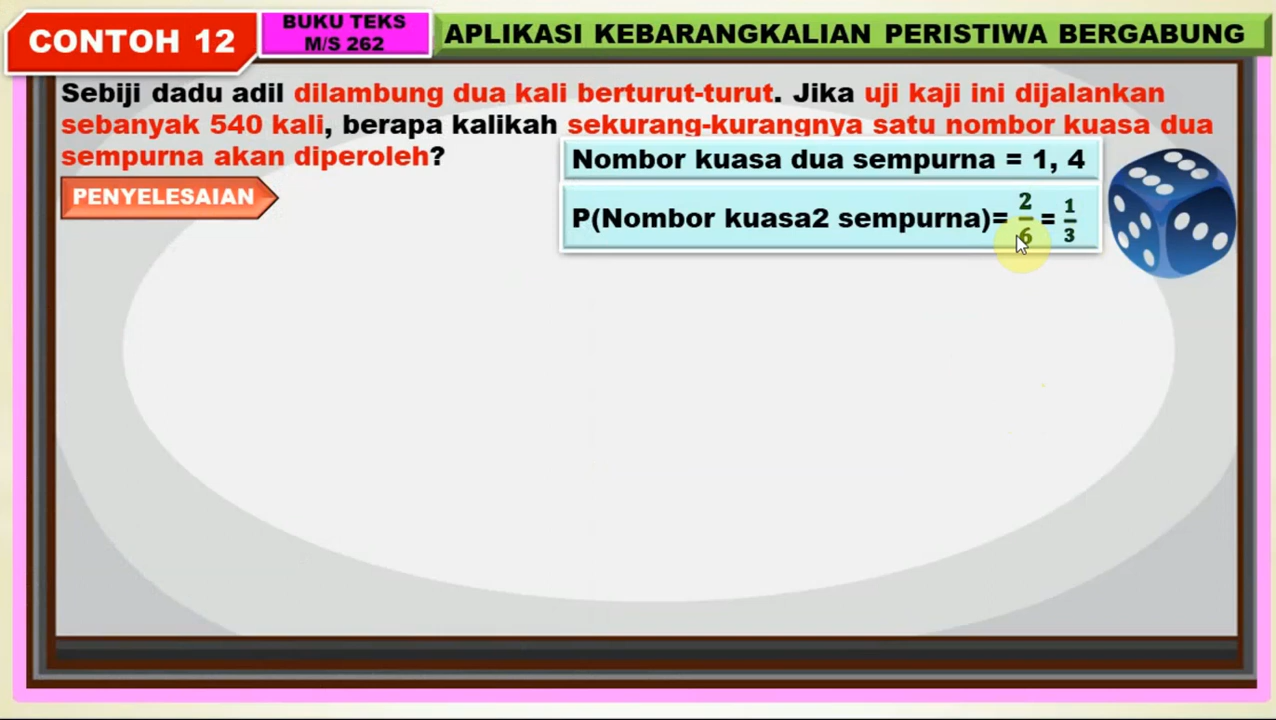 CONTOH 12
BUKU TEKS
M/S 262
APLIKASI KEBARANGKALIAN PERISTIWA BERGABUNG
Sebiji dadu adil dilambung dua kali berturut-turut. Jika uji kaji ini dijalankan
sebanyak 540 kali, berapa kalikah sekurang-kurangnya satu nombor kuasa dua
sempurna akan diperoleh?
Nombor kuasa dua sempurna = 1, 4
PENYELESAIAN
P(Nombor kuasa2 sempurna)= 2/6 = 1/3